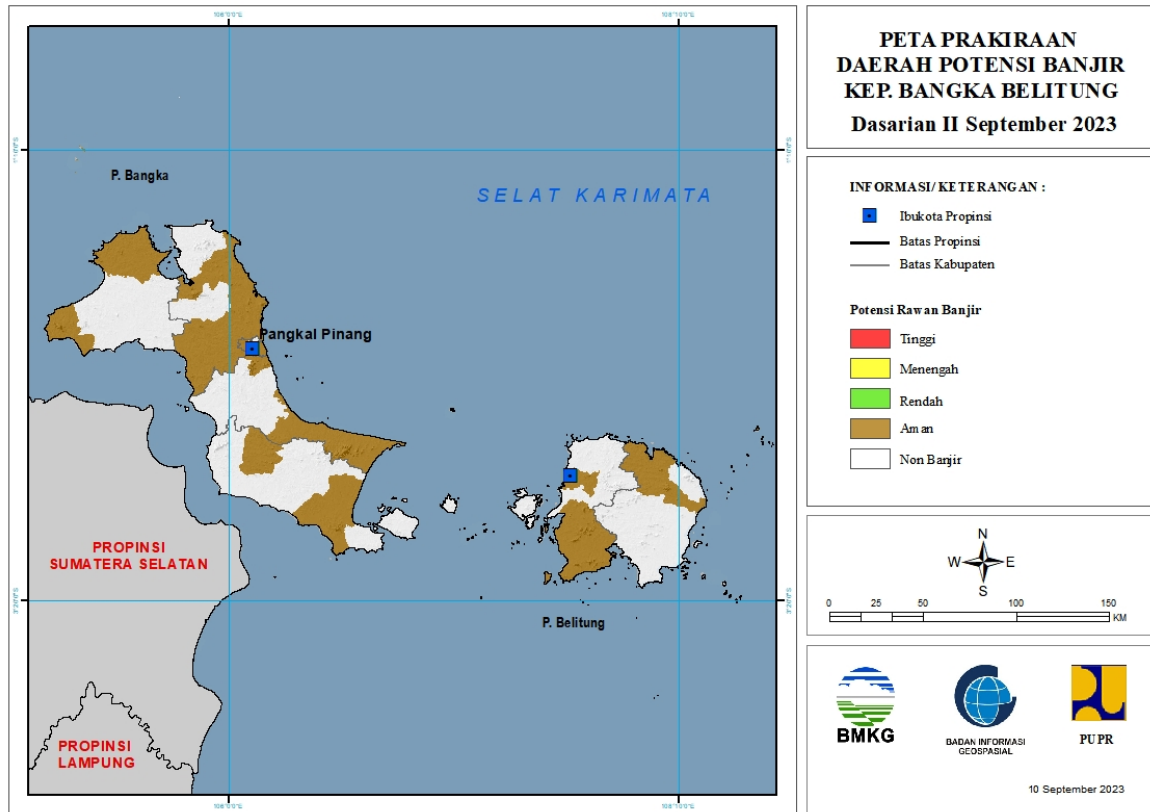 PETA PRAKIRAAN
DAERAH POTENSI BANJIR
KEP. BANGKA BELITUNG
Dasarian II September 2023
INFORMASI/ KETERANGAN :
Ibukota Propinsi
Batas Propinsi
Batas Kabupaten
Potensi Rawan Banjir
Tinggi
Menengah
Rendah
Aman
Non Banjir
N
W E
S
0 25 50 100 150
KM
BMKG
BADAN INFORMASI
GEOSPASIAL
PUPR
10 September 2023
P. Bangka
SELAT KARIMATA
Pangkal Pinang
PROPINSI
SUMATERA SELATAN
P. Belitung
PROPINSI
LAMPUNG